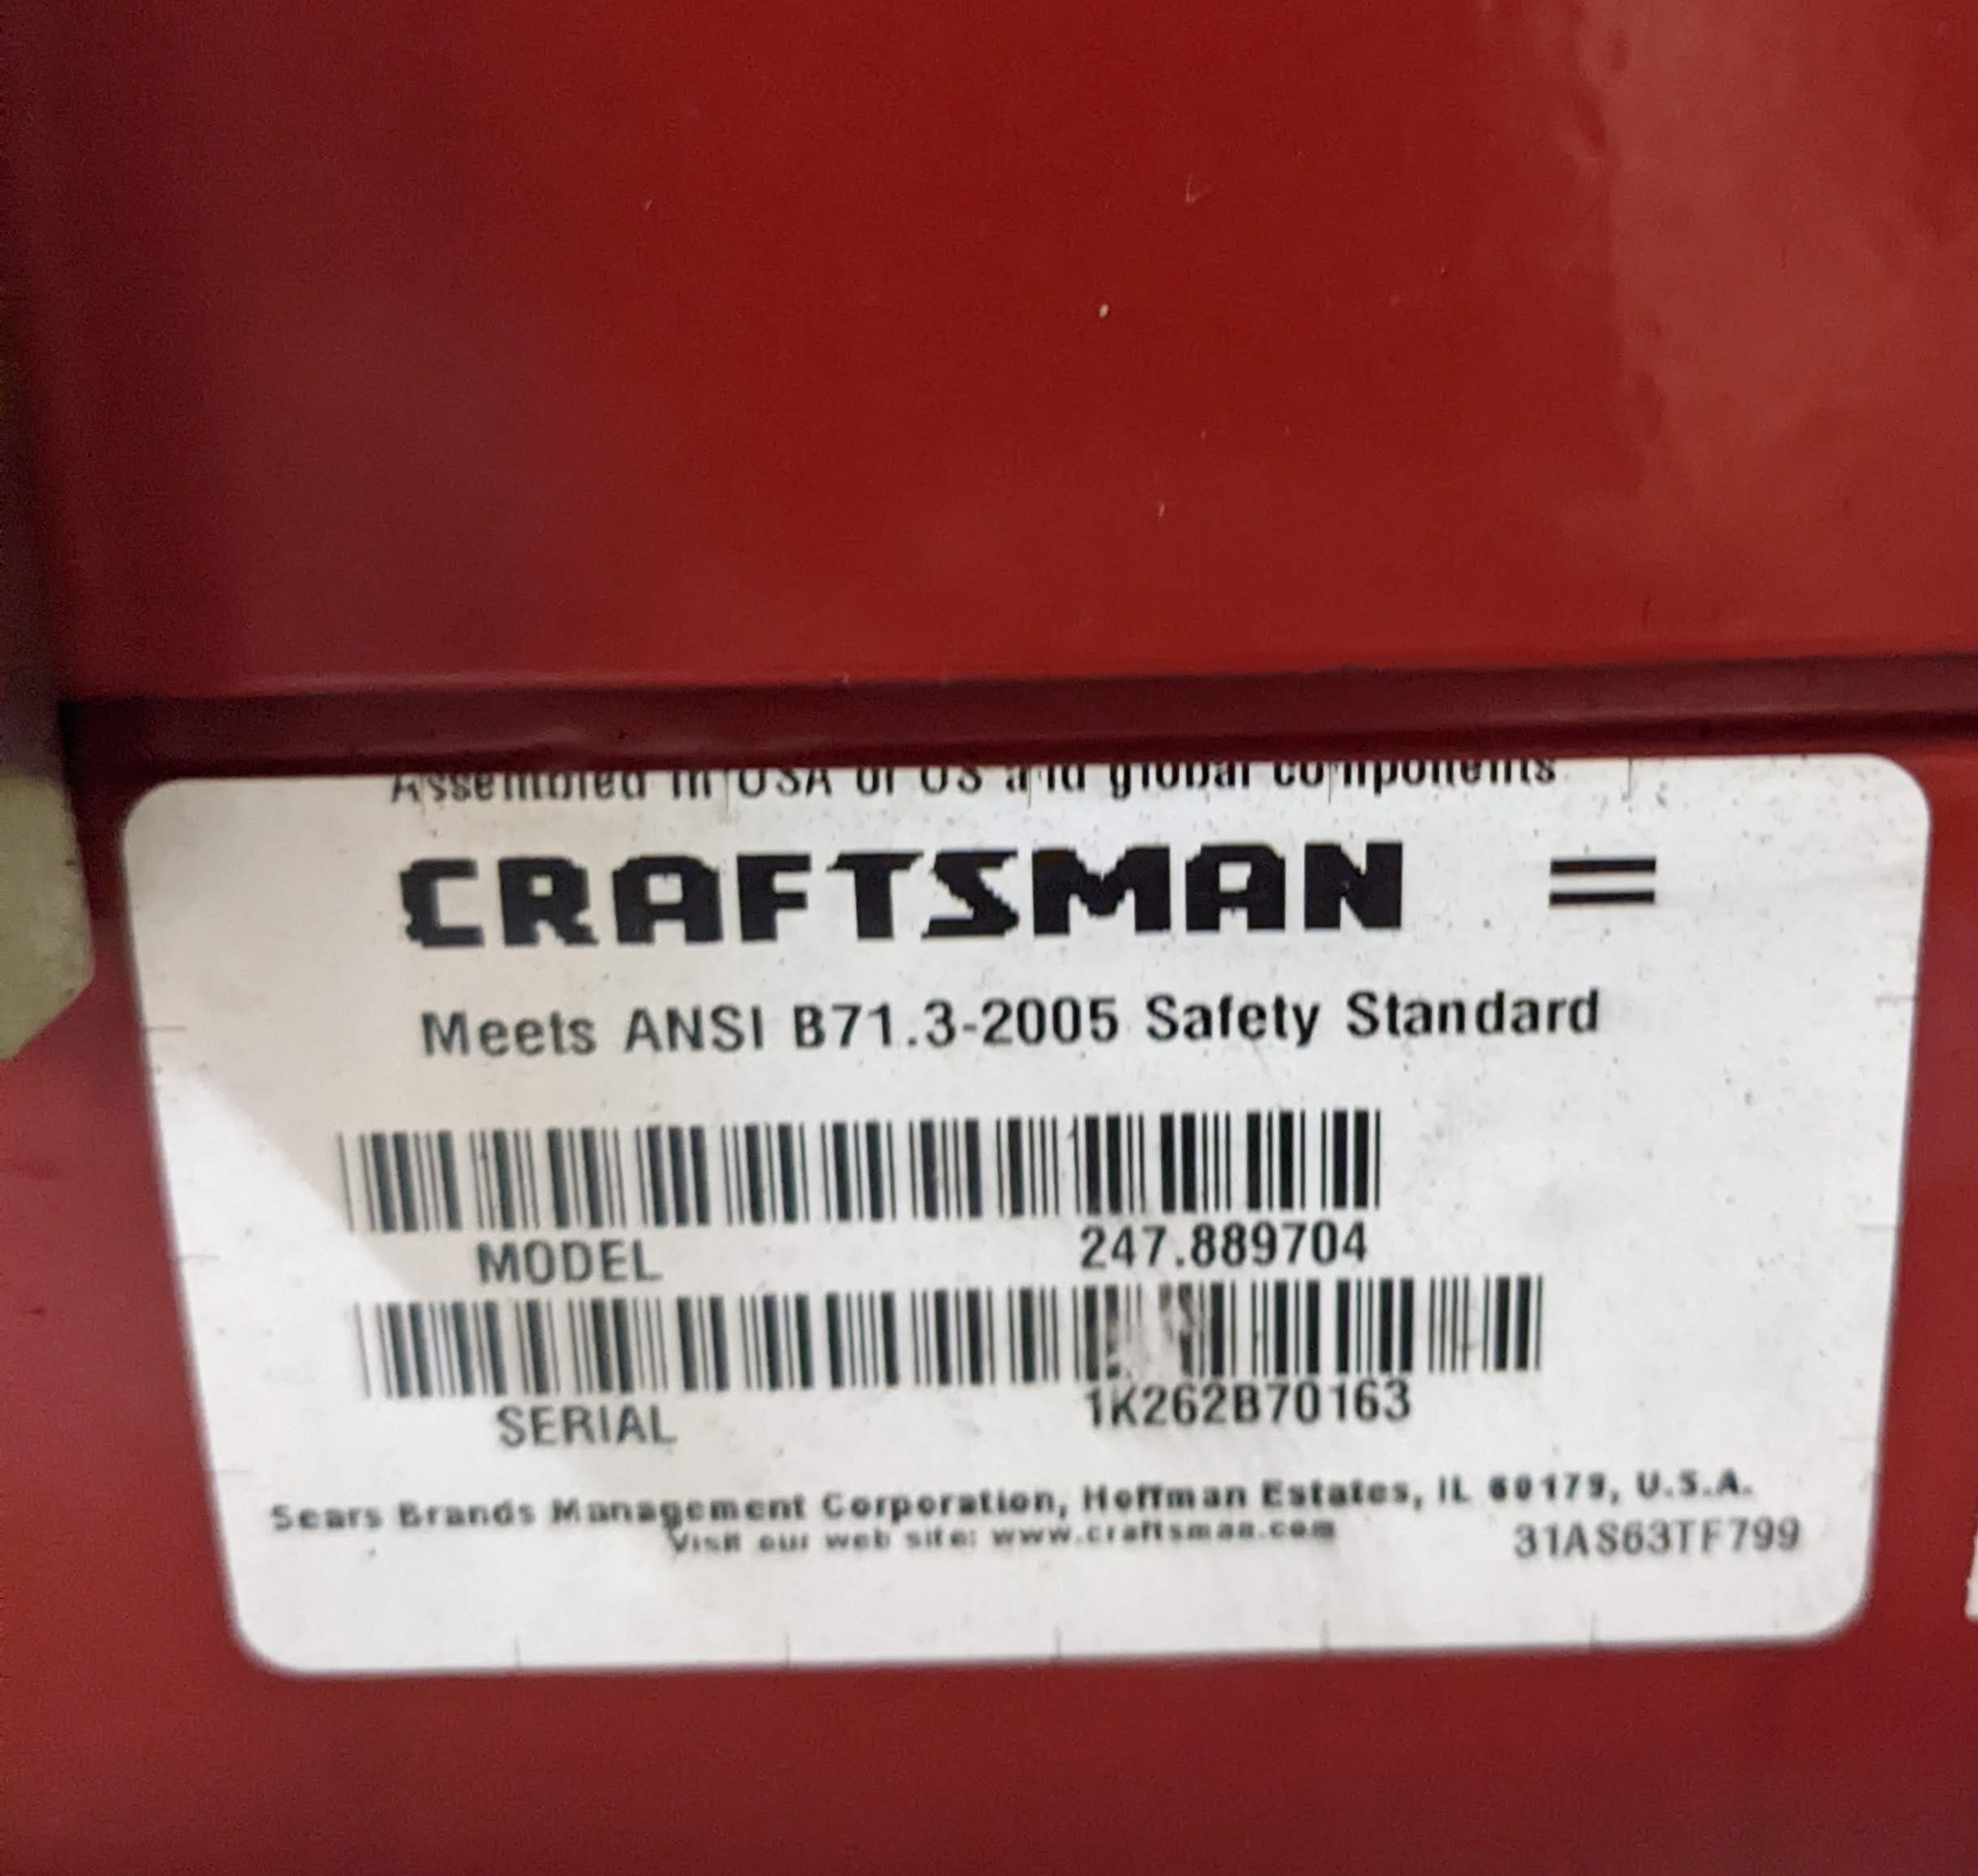 Assembled in USA of US and global components
CRAFTSMAN =
Meets ANSI B71.3-2005 Safety Standard
MODEL 247.889704
SERIAL 1K262B70163
Sears Brands Management Corporation, Hoffman Estates, IL 60179, U.S.A.
Visit our web site: www.craftsman.com 31AS63TF799